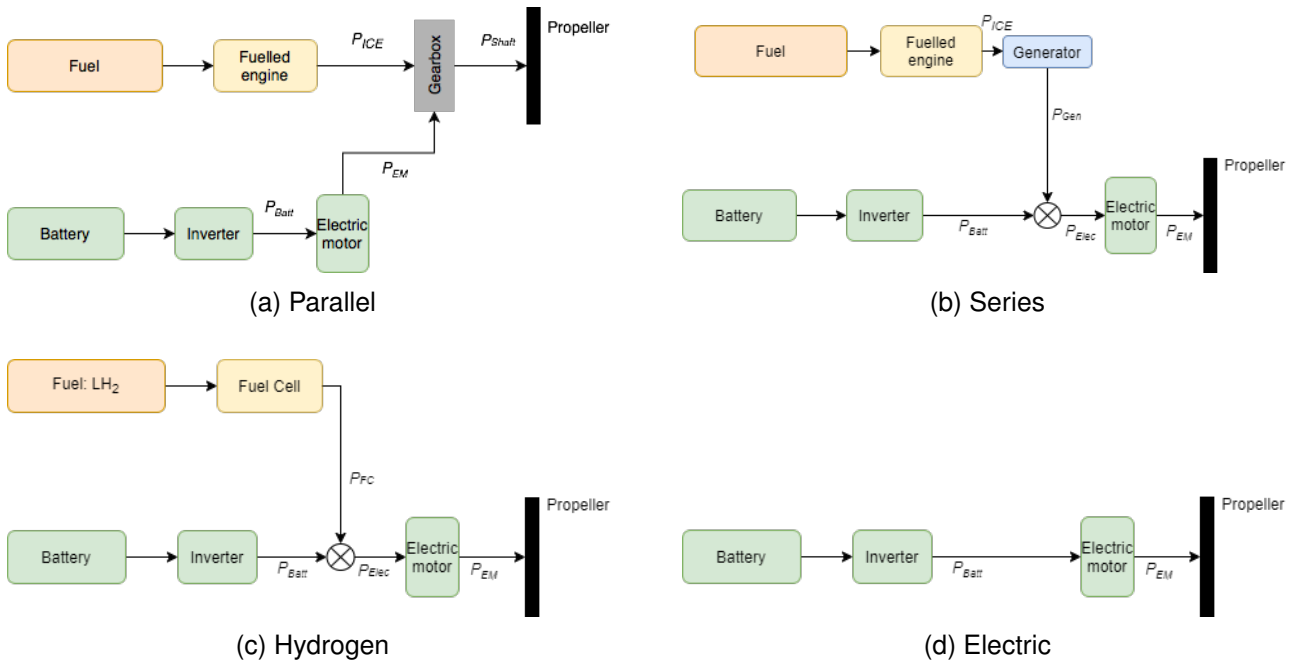 Fuel
Fuelled
engine
P_ICE
Gearbox
P_Shaft
Propeller
P_EM
Battery
Inverter
P_Batt
Electric
motor
(a) Parallel
Fuel
Fuelled
engine
P_ICE
Generator
P_Gen
Propeller
Battery
Inverter
P_Batt
P_Elec
Electric
motor
P_EM
(b) Series
Fuel: LH₂
Fuel Cell
P_FC
Propeller
Battery
Inverter
P_Batt
P_Elec
Electric
motor
P_EM
(c) Hydrogen
Propeller
Battery
Inverter
P_Batt
Electric
motor
P_EM
(d) Electric